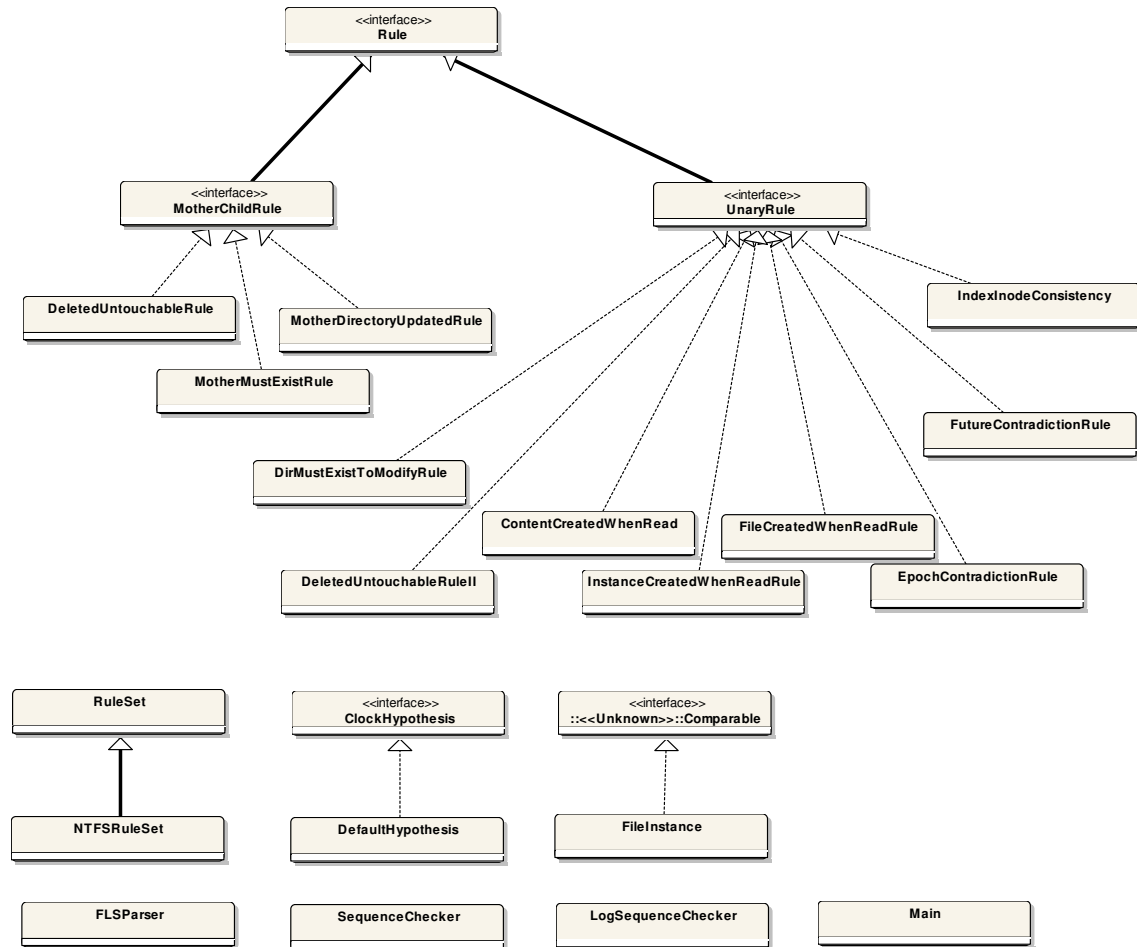 <<interface>>
Rule
<<interface>>
MotherChildRule
<<interface>>
UnaryRule
DeletedUntouchableRule
MotherDirectoryUpdatedRule
IndexInodeConsistency
MotherMustExistRule
FutureContradictionRule
DirMustExistToModifyRule
ContentCreatedWhenRead
FileCreatedWhenReadRule
DeletedUntouchableRuleII
InstanceCreatedWhenReadRule
EpochContradictionRule
RuleSet
<<interface>>
ClockHypothesis
<<interface>>
::<<Unknown>>::Comparable
NTFSRuleSet
DefaultHypothesis
FileInstance
FLSParser
SequenceChecker
LogSequenceChecker
Main